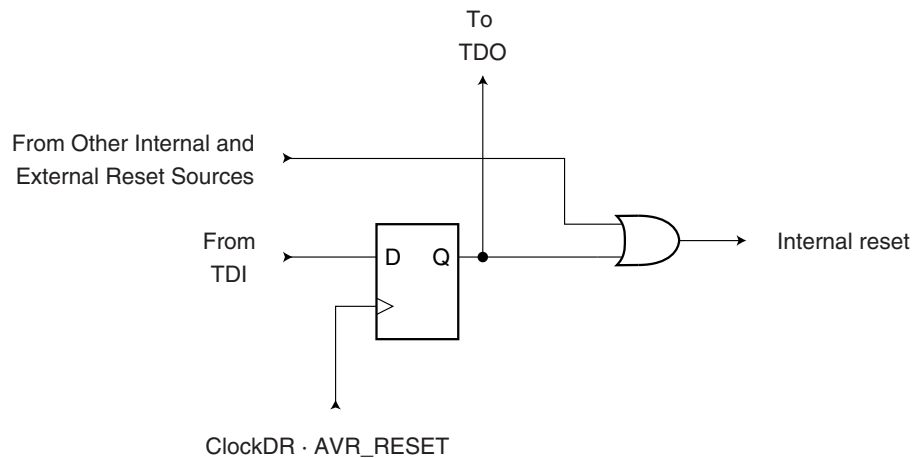 To
TDO
From Other Internal and
External Reset Sources
From
TDI
D Q
Internal reset
ClockDR · AVR_RESET